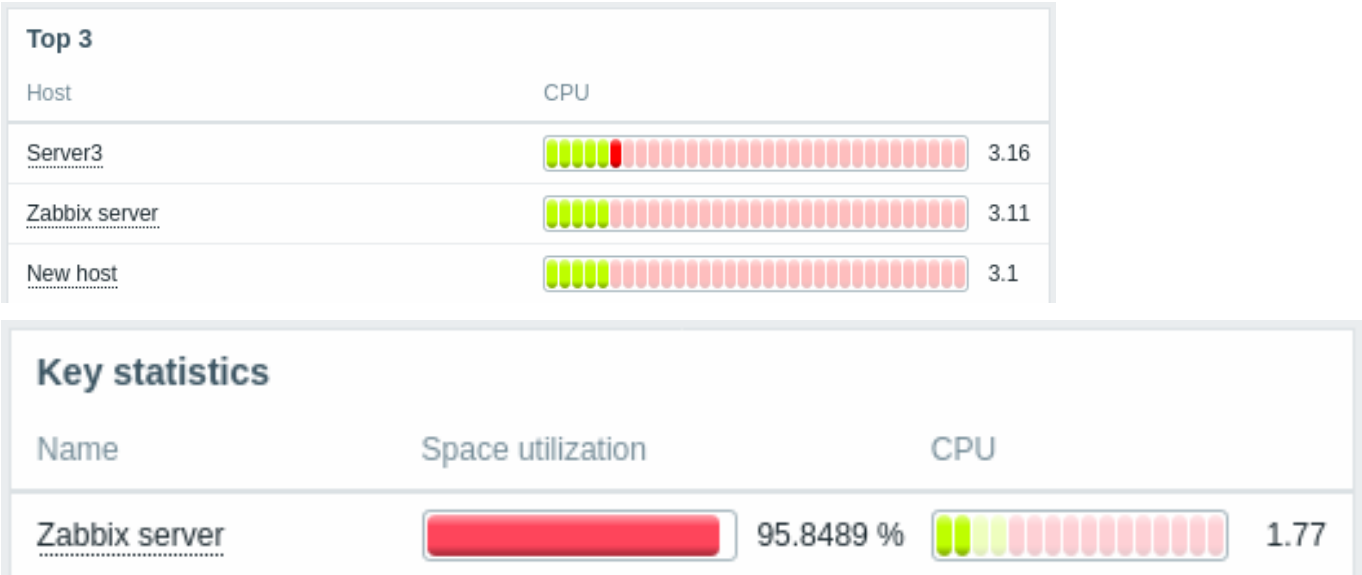 Top 3
Host CPU
Server3 3.16
Zabbix server 3.11
New host 3.1
Key statistics
Name Space utilization CPU
Zabbix server 95.8489 % 1.77